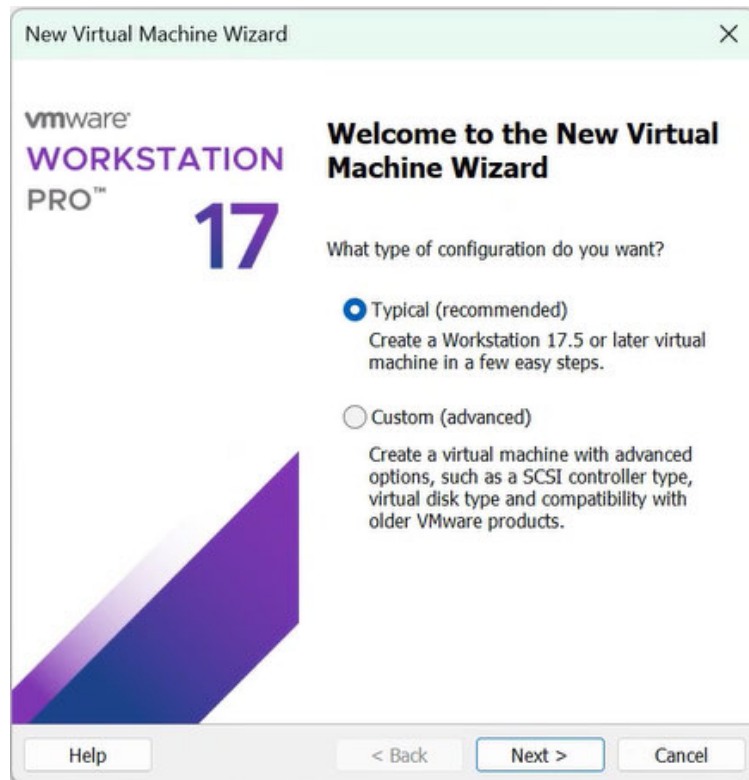 New Virtual Machine Wizard
vmware
WORKSTATION
PRO™
17
Welcome to the New Virtual
Machine Wizard
What type of configuration do you want?
Typical (recommended)
Create a Workstation 17.5 or later virtual
machine in a few easy steps.
Custom (advanced)
Create a virtual machine with advanced
options, such as a SCSI controller type,
virtual disk type and compatibility with
older VMware products.
Help
< Back
Next >
Cancel